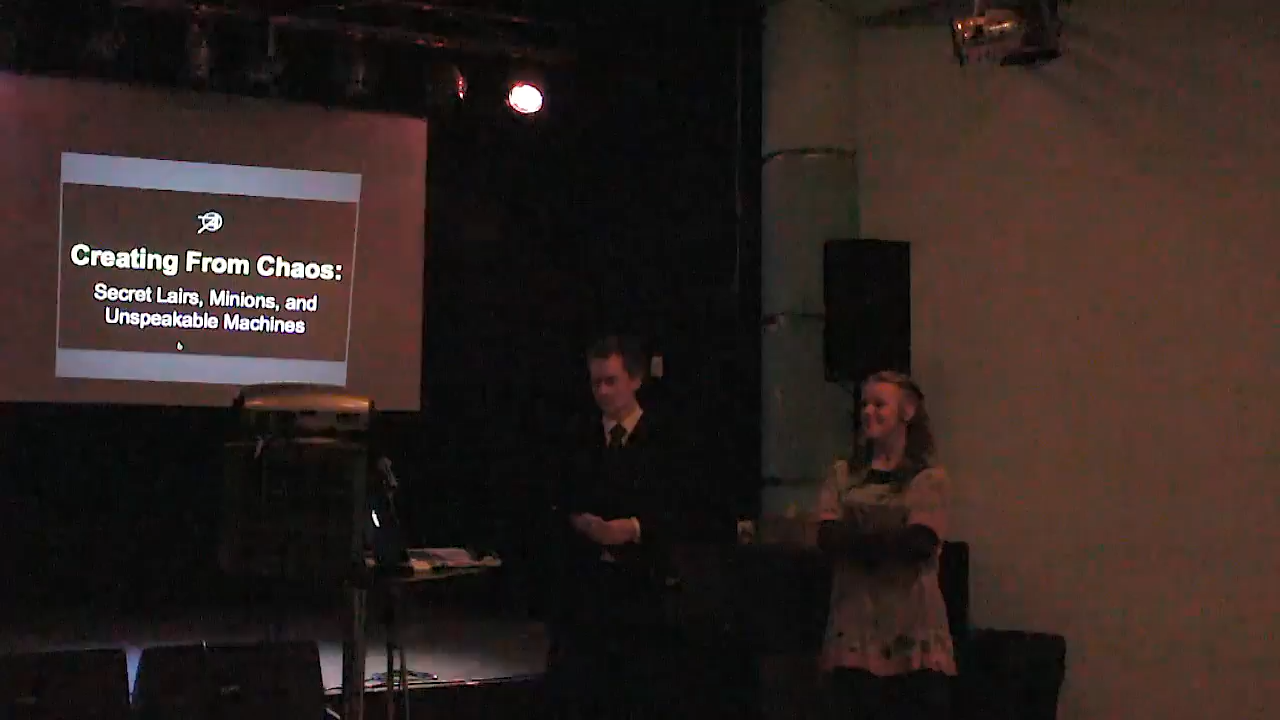 Creating From Chaos:
Secret Lairs, Minions, and
Unspeakable Machines